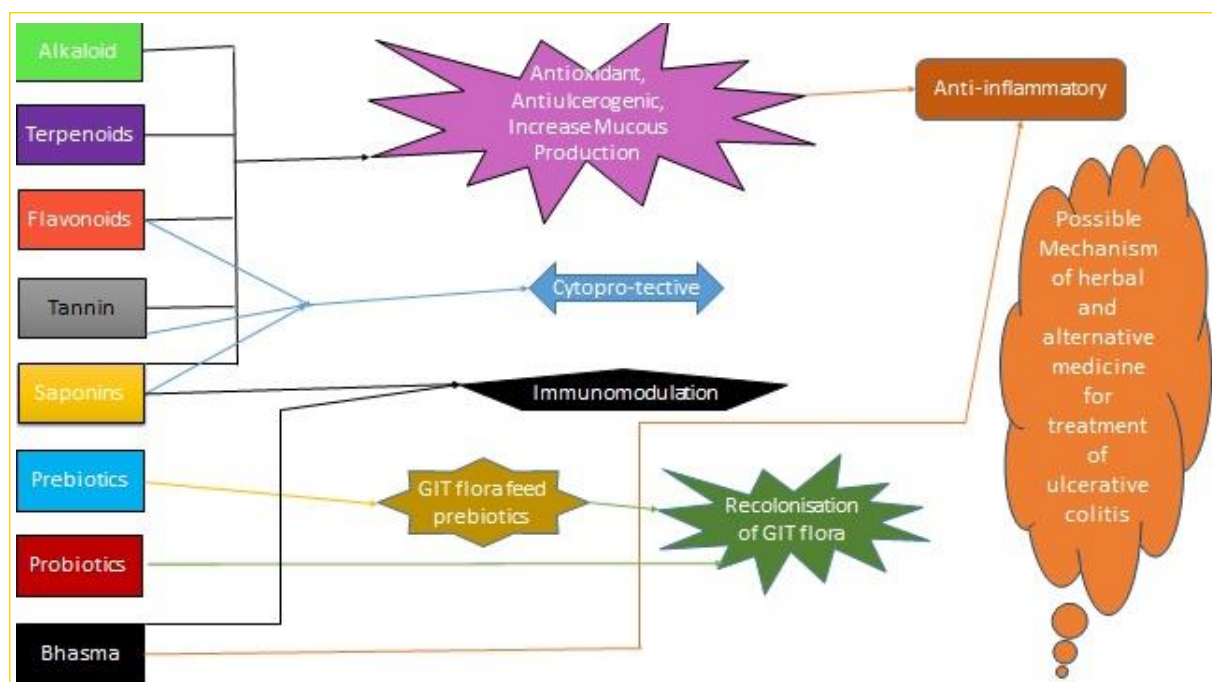 Alkaloid
Terpenoids
Flavonoids
Tannin
Saponins
Prebiotics
Probiotics
Bhasma
Antioxidant,
Antiulcerogenic,
Increase Mucous
Production
Cytopro-tective
Immunomodulation
GIT flora feed
prebiotics
Recolonisation
of GIT flora
Anti-inflammatory
Possible
Mechanism
of herbal
and
alternative
medicine
for
treatment
of
ulcerative
colitis